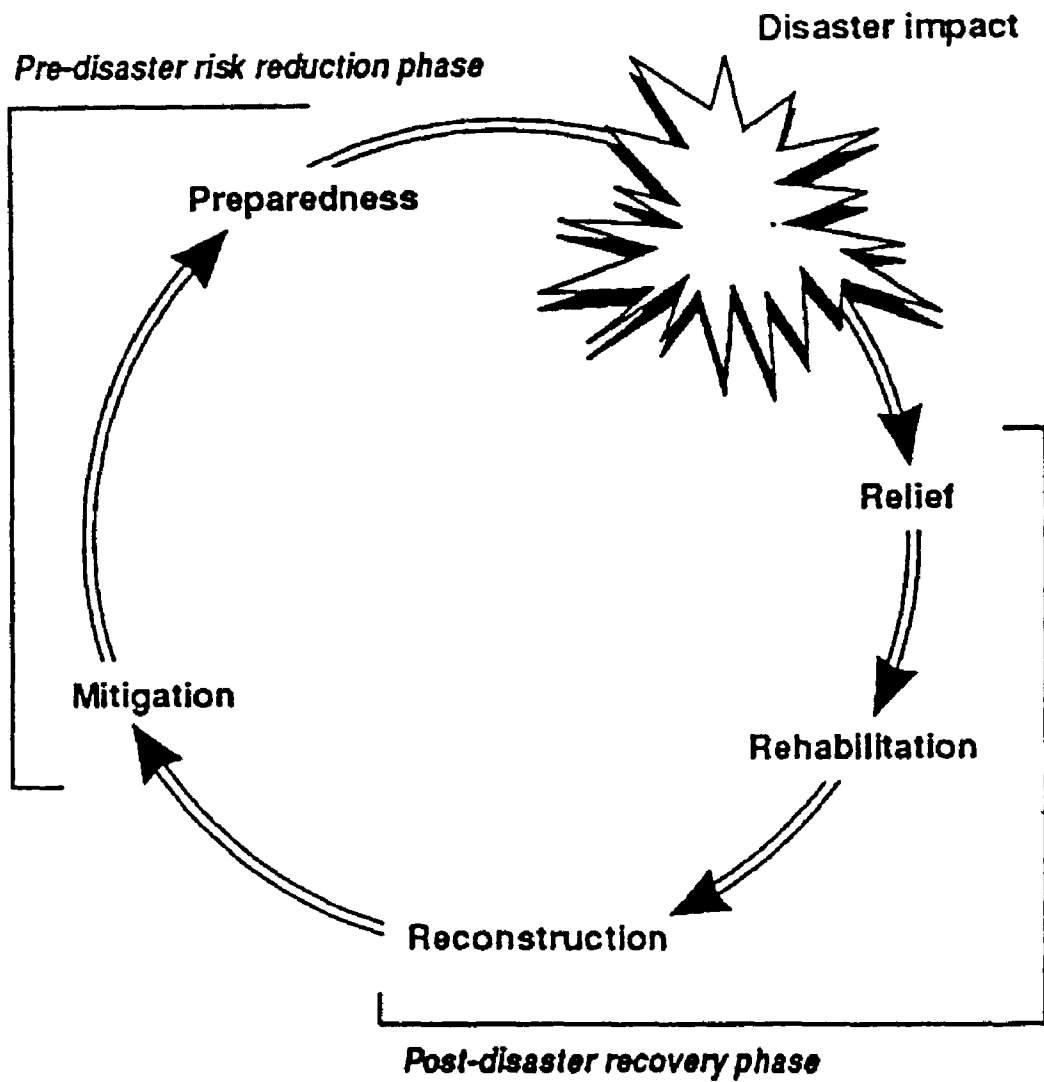 Disaster impact
Pre-disaster risk reduction phase
Preparedness
Relief
Mitigation
Rehabilitation
Reconstruction
Post-disaster recovery phase